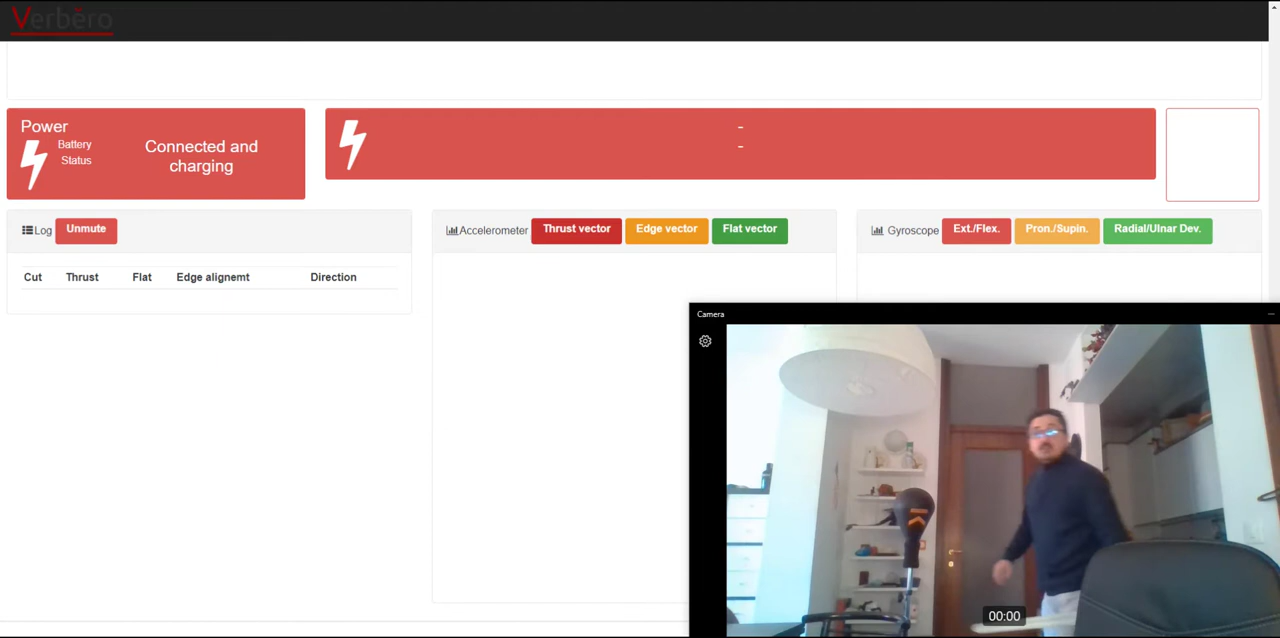 Verbēro
Power
Battery
Status
Connected and
charging
-
-
Log Unmute
Cut Thrust Flat Edge alignemt Direction
Accelerometer Thrust vector Edge vector Flat vector
Gyroscope Ext./Flex. Pron./Supin. Radial/Ulnar Dev.
Camera
00:00